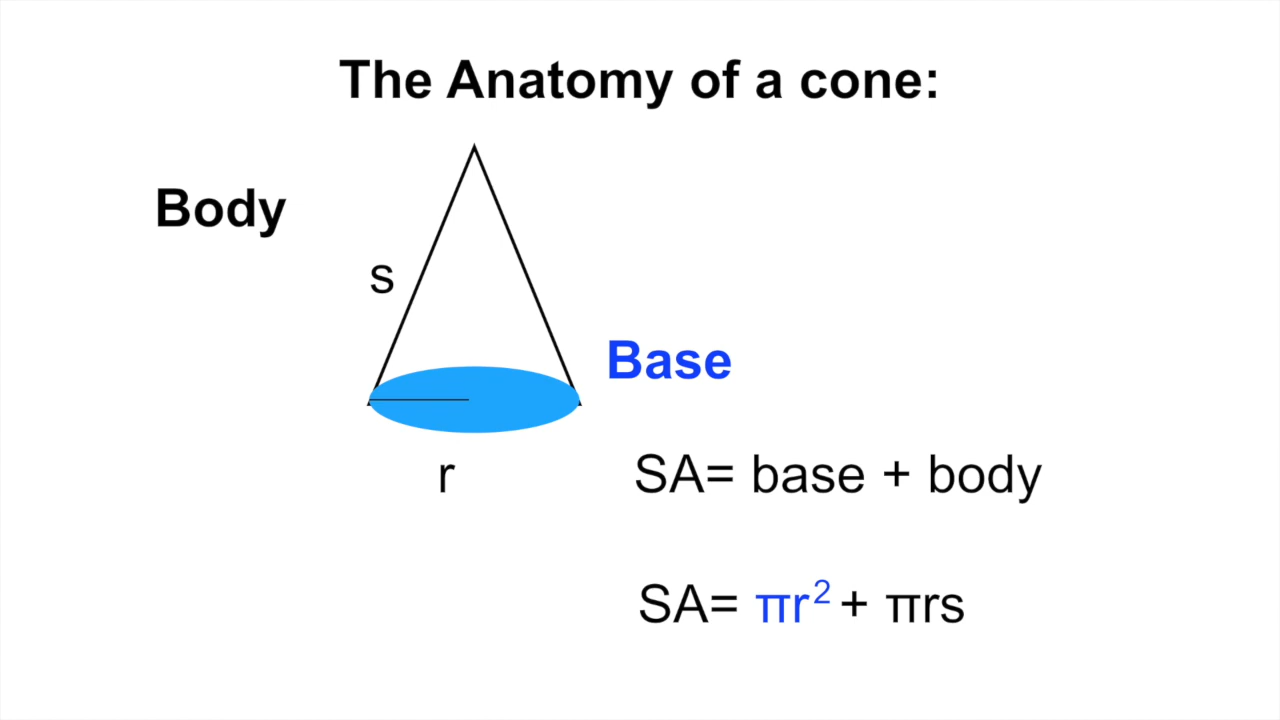 The Anatomy of a cone:
Body
s
Base
r
SA= base + body
SA= πr² + πrs